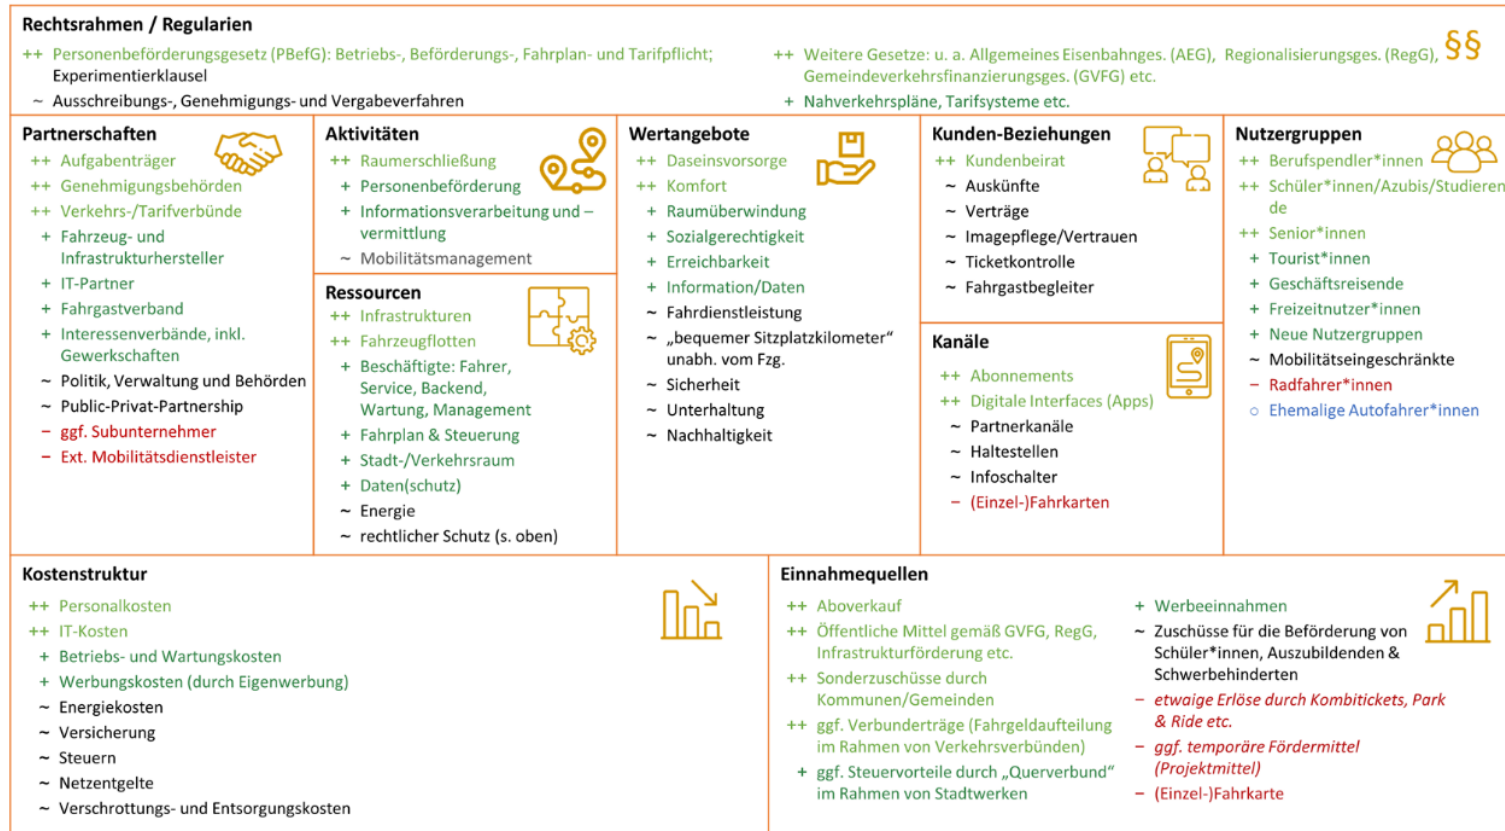 Rechtsrahmen / Regularien
++ Personenbeförderungsgesetz (PBefG): Betriebs-, Beförderungs-, Fahrplan- und Tarifpflicht;
Experimentierklausel
~ Ausschreibungs-, Genehmigungs- und Vergabeverfahren
++ Weitere Gesetze: u. a. Allgemeines Eisenbahnges. (AEG), Regionalisierungsges. (RegG),
Gemeindeverkehrsfinanzierungsges. (GVFG) etc.
+ Nahverkehrspläne, Tarifsysteme etc.
§§
Partnerschaften
++ Aufgabenträger
++ Genehmigungsbehörden
++ Verkehrs-/Tarifverbünde
+ Fahrzeug- und
Infrastrukturhersteller
+ IT-Partner
+ Fahrgastverband
+ Interessenverbände, inkl.
Gewerkschaften
~ Politik, Verwaltung und Behörden
~ Public-Privat-Partnership
– ggf. Subunternehmer
– Ext. Mobilitätsdienstleister
Aktivitäten
++ Raumerschließung
+ Personenbeförderung
+ Informationsverarbeitung und –
vermittlung
~ Mobilitätsmanagement
Ressourcen
++ Infrastrukturen
++ Fahrzeugflotten
+ Beschäftigte: Fahrer,
Service, Backend,
Wartung, Management
+ Fahrplan & Steuerung
+ Stadt-/Verkehrsraum
+ Daten(schutz)
~ Energie
~ rechtlicher Schutz (s. oben)
Wertangebote
++ Daseinsvorsorge
++ Komfort
+ Raumüberwindung
+ Sozialgerechtigkeit
+ Erreichbarkeit
+ Information/Daten
~ Fahrdienstleistung
~ „bequemer Sitzplatzkilometer“
unabh. vom Fzg.
~ Sicherheit
~ Unterhaltung
~ Nachhaltigkeit
Kunden-Beziehungen
++ Kundenbeirat
~ Auskünfte
~ Verträge
~ Imagepflege/Vertrauen
~ Ticketkontrolle
~ Fahrgastbegleiter
Kanäle
++ Abonnements
++ Digitale Interfaces (Apps)
~ Partnerkanäle
~ Haltestellen
~ Infoschalter
– (Einzel-)Fahrkarten
Nutzergruppen
++ Berufspendler*innen
++ Schüler*innen/Azubis/Studieren
de
++ Senior*innen
+ Tourist*innen
+ Geschäftsreisende
+ Freizeitnutzer*innen
+ Neue Nutzergruppen
~ Mobilitätseingeschränkte
– Radfahrer*innen
○ Ehemalige Autofahrer*innen
Kostenstruktur
++ Personalkosten
++ IT-Kosten
+ Betriebs- und Wartungskosten
+ Werbungskosten (durch Eigenwerbung)
~ Energiekosten
~ Versicherung
~ Steuern
~ Netzentgelte
~ Verschrottungs- und Entsorgungskosten
Einnahmequellen
++ Aboverkauf
++ Öffentliche Mittel gemäß GVFG, RegG,
Infrastrukturförderung etc.
++ Sonderzuschüsse durch
Kommunen/Gemeinden
++ ggf. Verbunderträge (Fahrgeldaufteilung
im Rahmen von Verkehrsverbünden)
+ ggf. Steuervorteile durch „Querverbund“
im Rahmen von Stadtwerken
+ Werbeeinnahmen
~ Zuschüsse für die Beförderung von
Schüler*innen, Auszubildenden &
Schwerbehinderten
– etwaige Erlöse durch Kombitickets, Park
& Ride etc.
– ggf. temporäre Fördermittel
(Projektmittel)
– (Einzel-)Fahrkarte